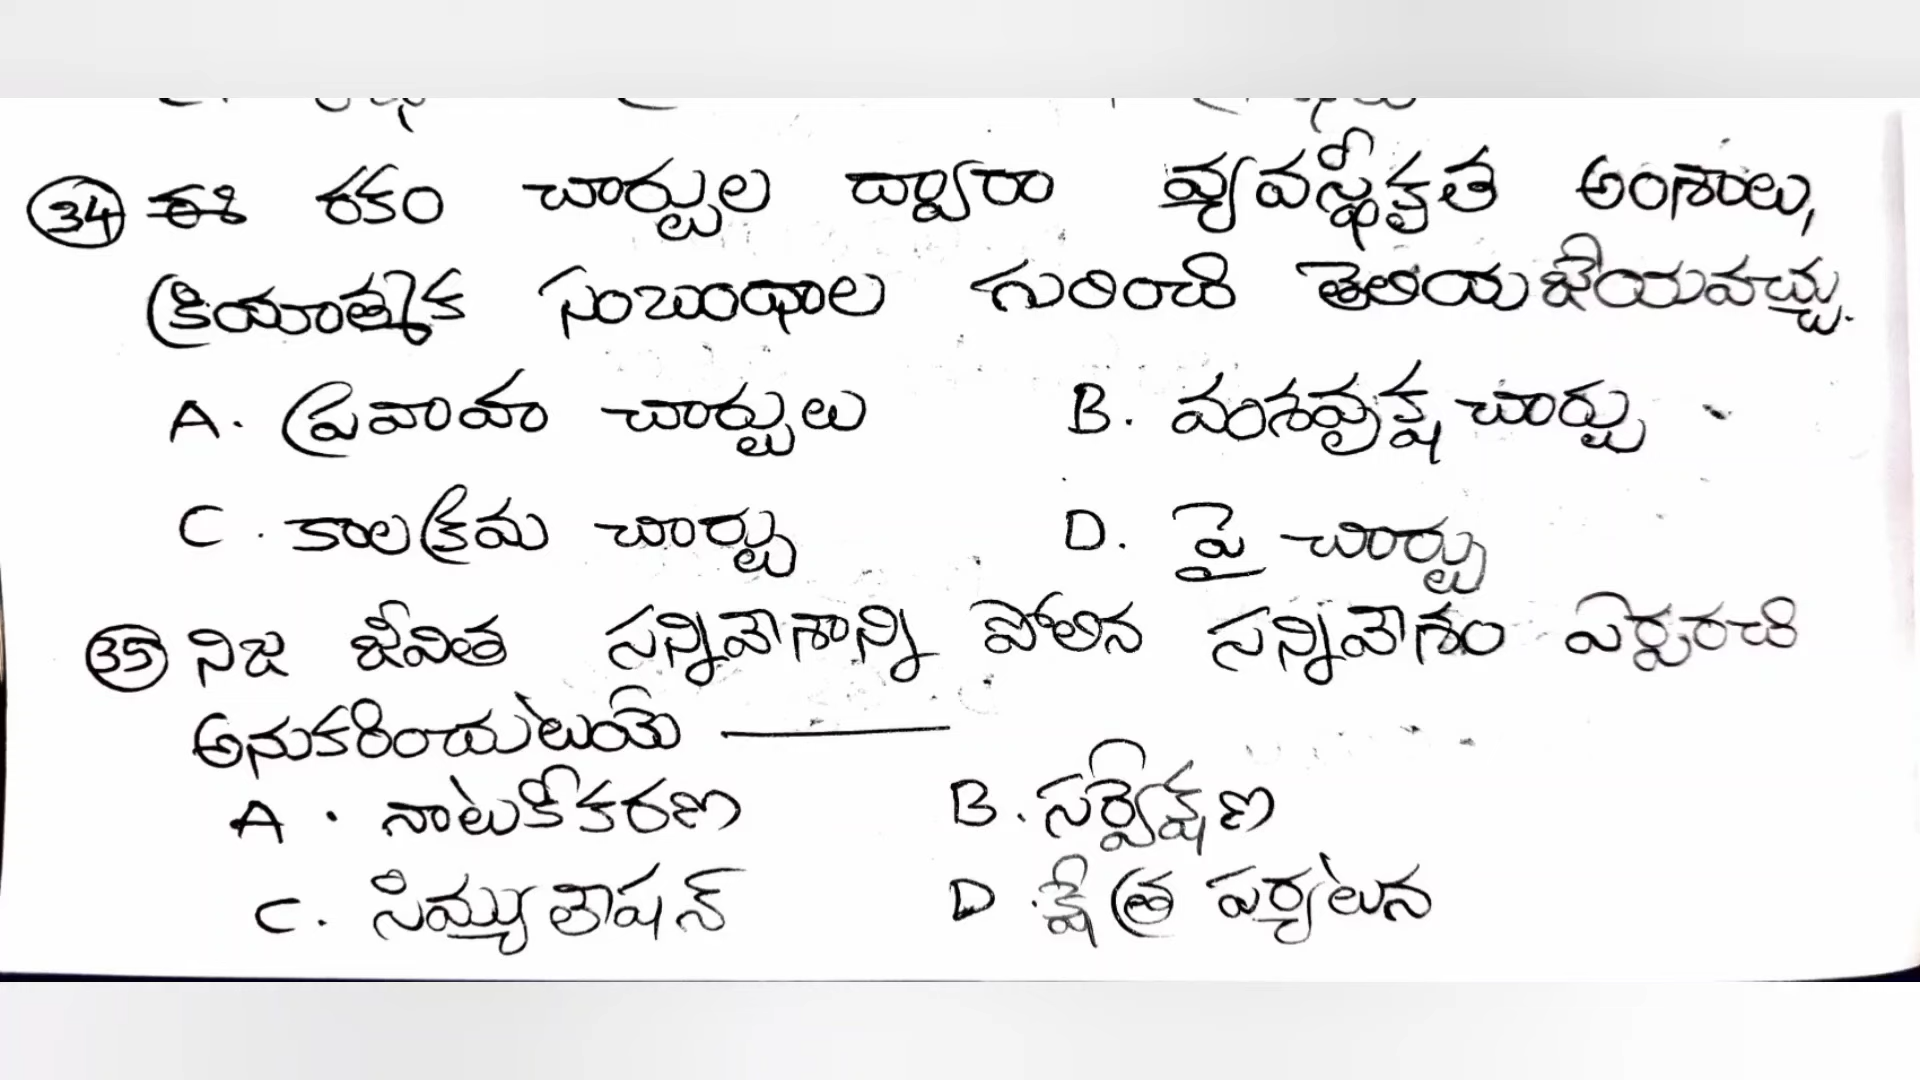 34 ఈ రకం చార్టుల ద్వారా వ్యవస్థీకృత అంశాలు,
క్రియాత్మక సంబంధాల గురించి తెలియజేయవచ్చు.
A. ప్రవాహ చార్టులు B. వంశవృక్ష చార్టు
C. కాలక్రమ చార్టు D. పై చార్టు
35 నిజ జీవిత సన్నివేశాన్ని పోలిన సన్నివేశం ఏర్పరచి
అనుకరించుటయే ———
A. నాటకీకరణ B. సర్వేక్షణ
C. సిమ్యులేషన్ D. క్షేత్ర పర్యటన